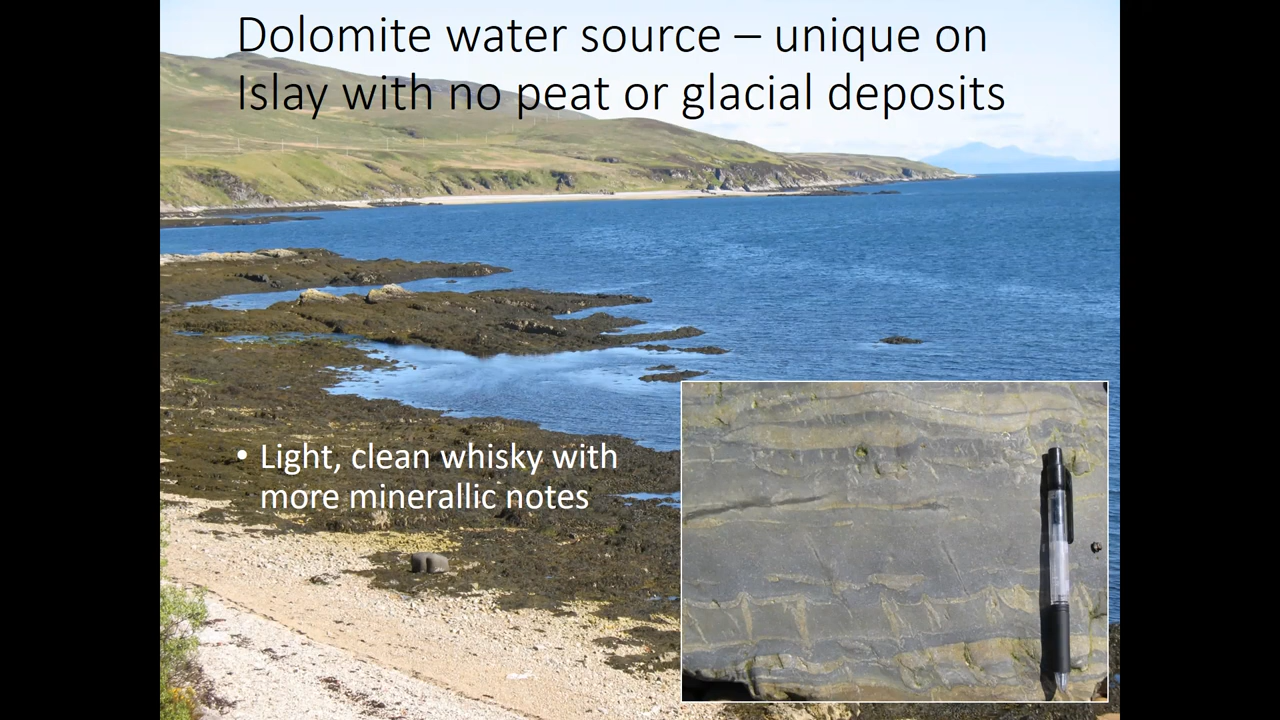 Dolomite water source – unique on
Islay with no peat or glacial deposits
• Light, clean whisky with
more minerallic notes